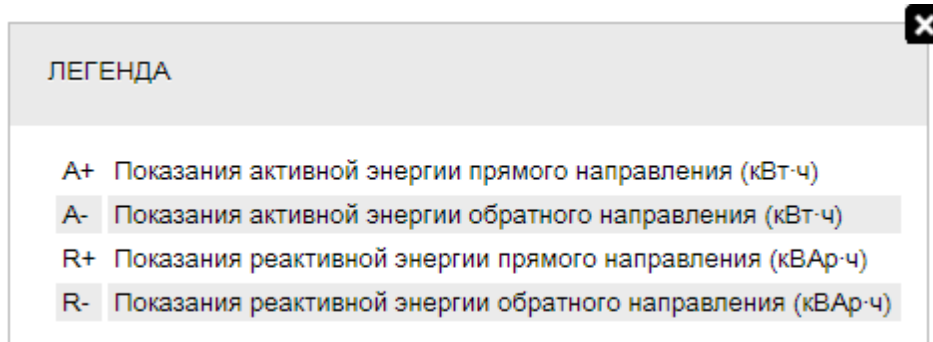 ЛЕГЕНДА
A+ Показания активной энергии прямого направления (кВт·ч)
A- Показания активной энергии обратного направления (кВт·ч)
R+ Показания реактивной энергии прямого направления (кВАр·ч)
R- Показания реактивной энергии обратного направления (кВАр·ч)